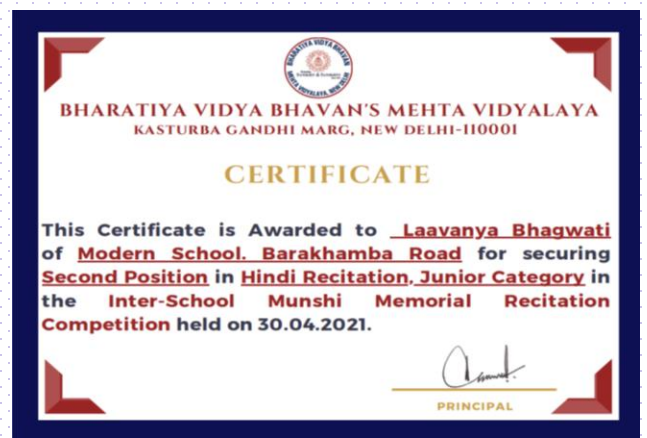 BHARATIYA VIDYA BHAVAN'S MEHTA VIDYALAYA
KASTURBA GANDHI MARG, NEW DELHI-110001
CERTIFICATE
This Certificate is Awarded to Laavanya Bhagwati
of Modern School. Barakhamba Road for securing
Second Position in Hindi Recitation, Junior Category in
the Inter-School Munshi Memorial Recitation
Competition held on 30.04.2021.
PRINCIPAL